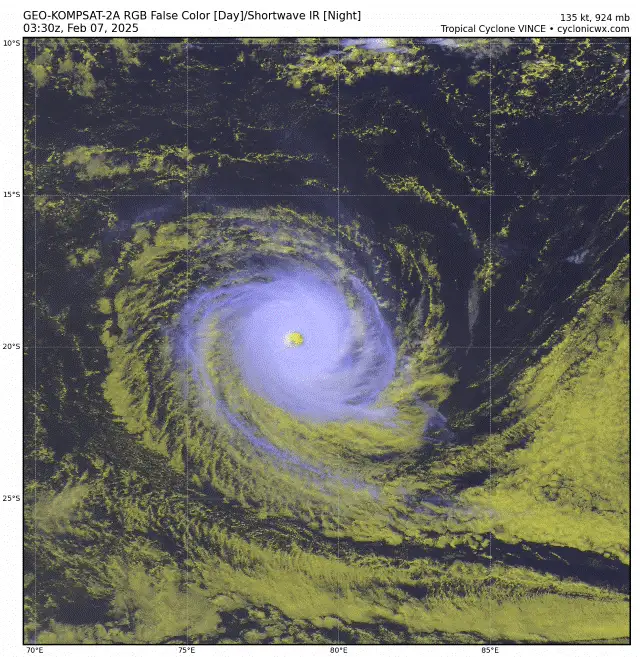 GEO-KOMPSAT-2A RGB False Color [Day]/Shortwave IR [Night]
135 kt, 924 mb
03:30z, Feb 07, 2025
Tropical Cyclone VINCE • cyclonicwx.com
10°S
15°S
20°S
25°S
70°E
75°E
80°E
85°E